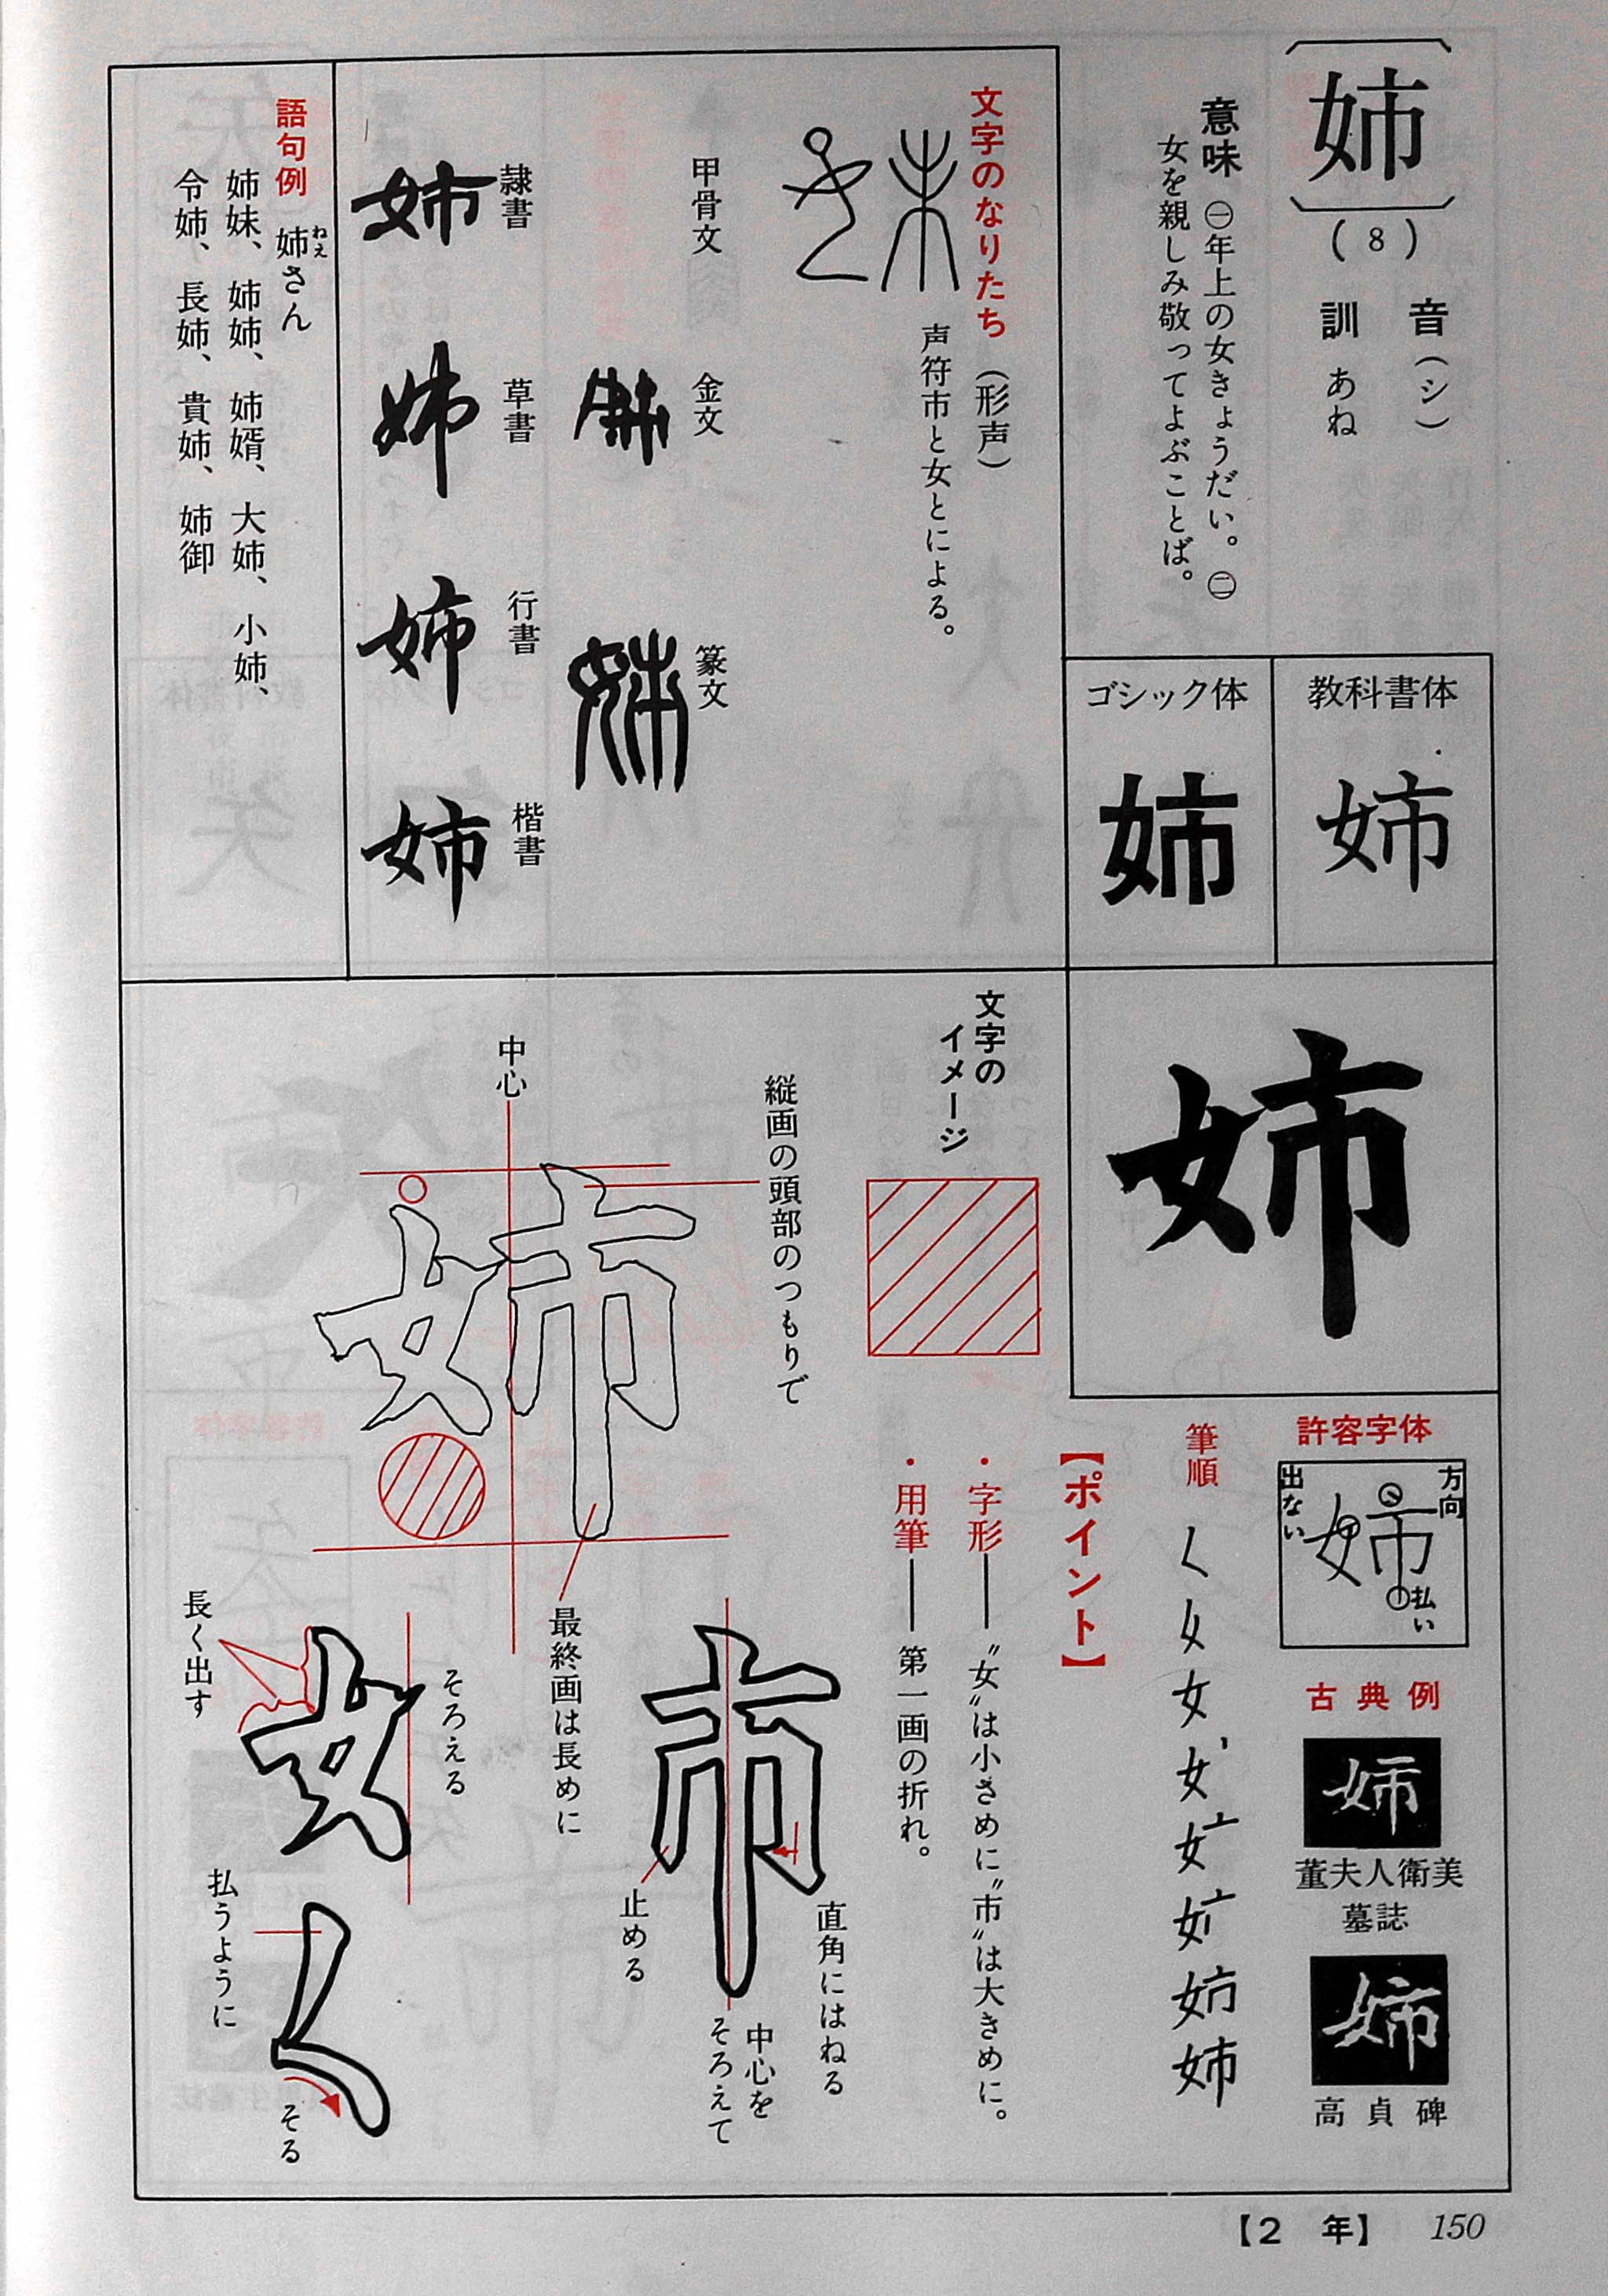 姉
(8)
音(シ)
訓 あね
意味 ㊀年上の女きょうだい。㊁
女を親しみ敬ってよぶことば。
教科書体
姉
ゴシック体
姉
文字のなりたち(形声)
声符市と女とによる。
甲骨文
金文
篆文
隷書
姉
草書
姉
行書
姉
楷書
姉
語句例 姉さん
ねえ
姉妹、姉姉、姉婿、大姉、小姉、
令姉、長姉、貴姉、姉御
姉
許容字体
方向
姉
出ない
払い
古典例
姉
董夫人衛美
墓誌
姉
高貞碑
筆順 く 女 女 姉
【ポイント】
・字形――〝女〟は小さめに〝市〟は大きめに。
・用筆――第一画の折れ。
文字の
イメージ
縦画の頭部のつもりで
中心
姉
最終画は長めに
市
直角にはねる
中心を
そろえて
止める
女
そろえる
長く出す
く
払うように
そる
【2 年】 150